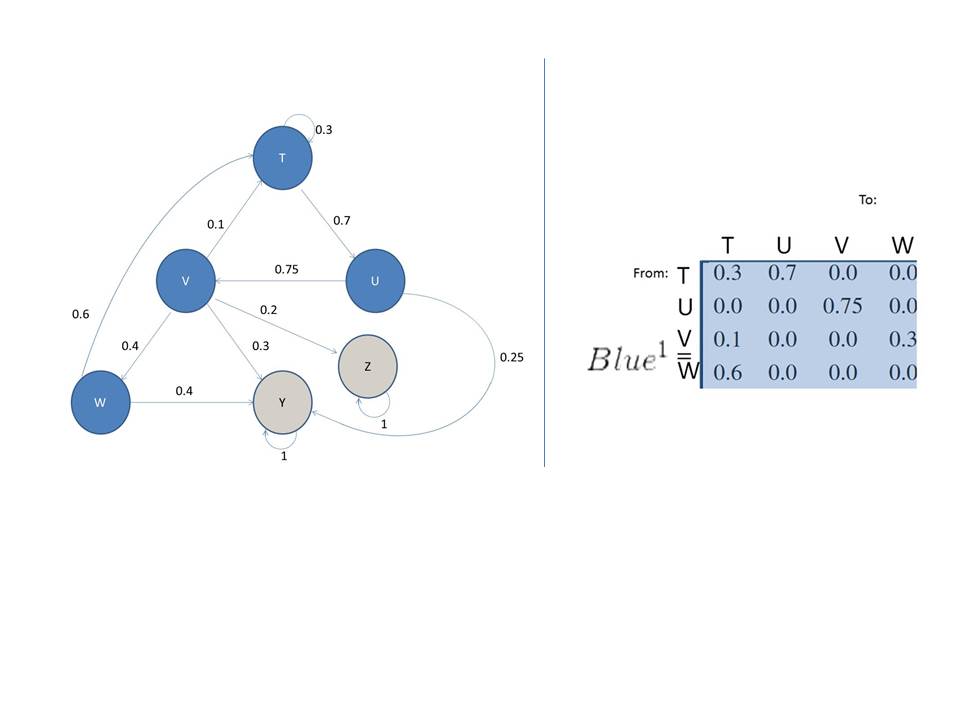 0.3
T
0.1
0.7
0.75
V
U
0.2
0.6
0.4
0.3
0.25
Z
0.4
W
Y
1
1
To:
T U V W
From: T 0.3 0.7 0.0 0.0
U 0.0 0.0 0.75 0.0
V 0.1 0.0 0.0 0.3
Blue¹ =
W 0.6 0.0 0.0 0.0